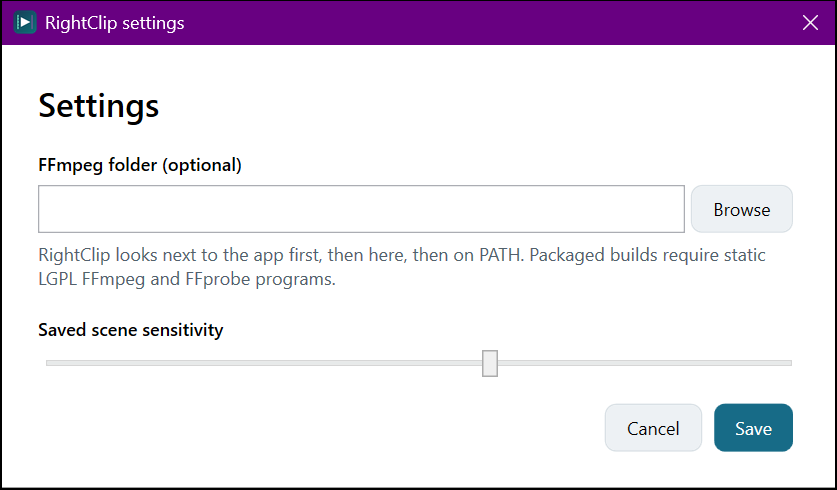 RightClip settings
Settings
FFmpeg folder (optional)
Browse
RightClip looks next to the app first, then here, then on PATH. Packaged builds require static
LGPL FFmpeg and FFprobe programs.
Saved scene sensitivity
Cancel
Save